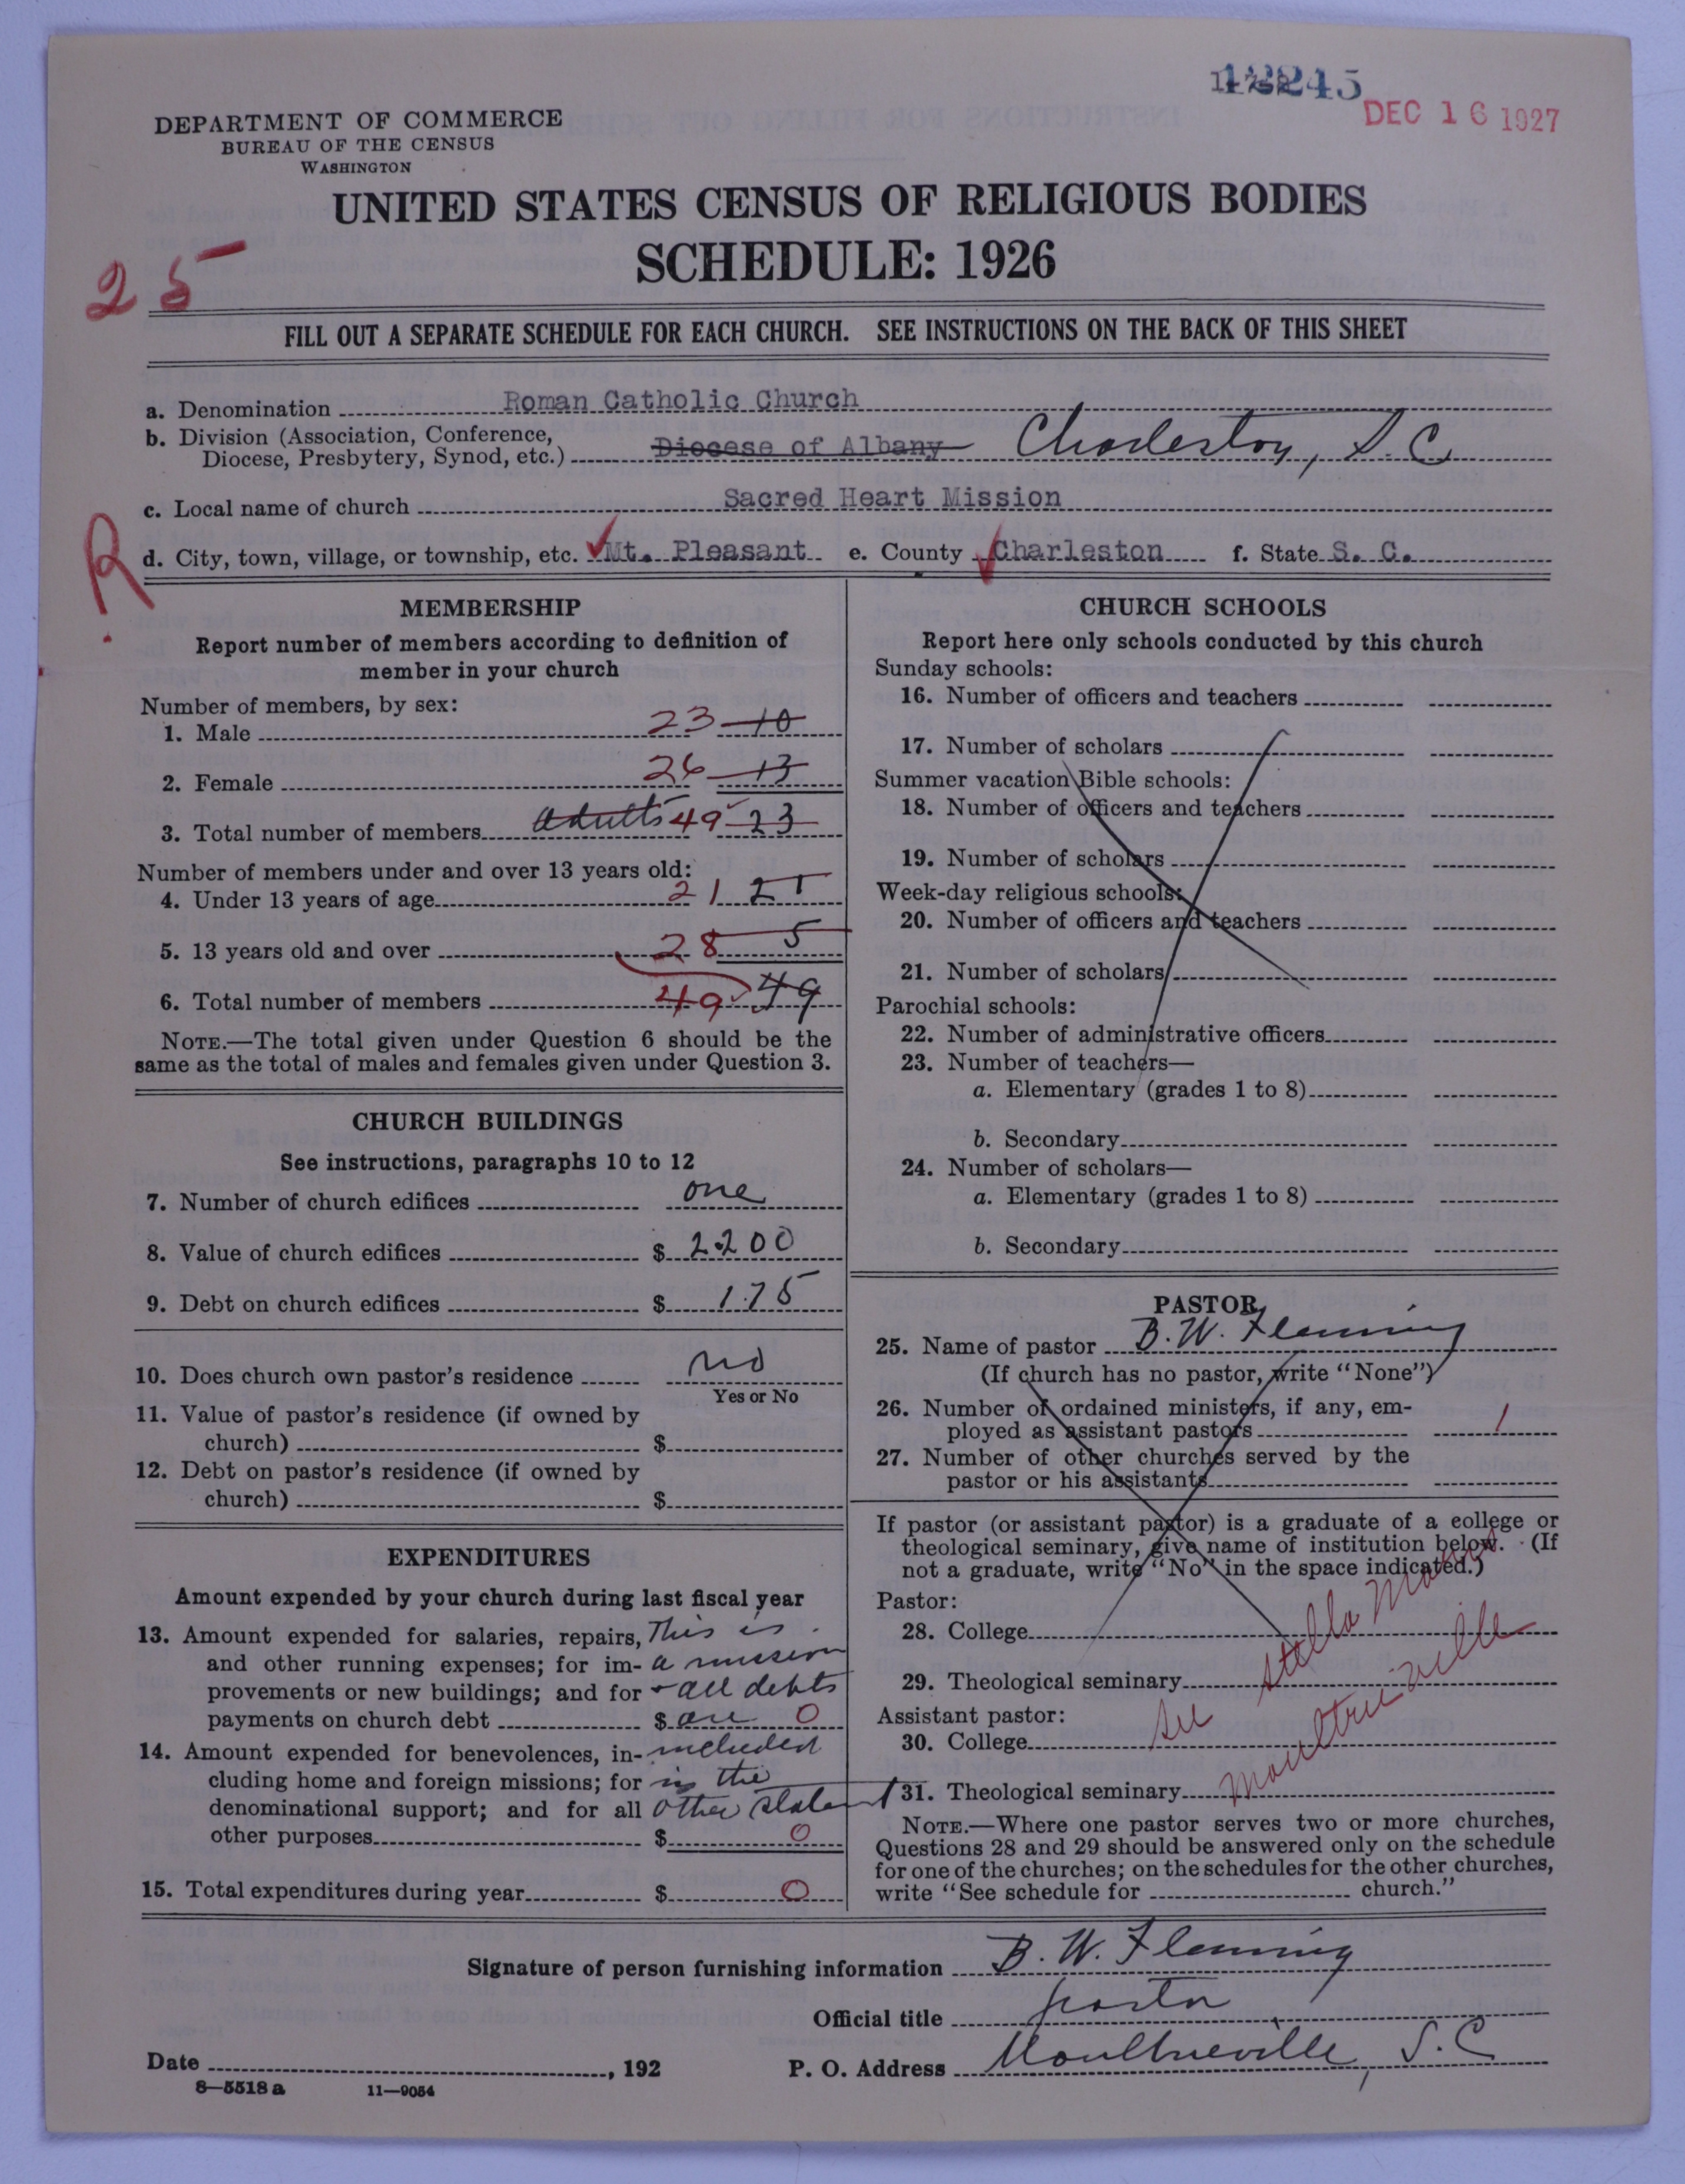 42245
DEC 16 1927
DEPARTMENT OF COMMERCE
BUREAU OF THE CENSUS
WASHINGTON
UNITED STATES CENSUS OF RELIGIOUS BODIES
SCHEDULE: 1926
25
FILL OUT A SEPARATE SCHEDULE FOR EACH CHURCH. SEE INSTRUCTIONS ON THE BACK OF THIS SHEET
a. Denomination Roman Catholic Church
b. Division (Association, Conference,
Diocese, Presbytery, Synod, etc.) Diocese of Albany Charleston, S.C
c. Local name of church Sacred Heart Mission
R
d. City, town, village, or township, etc. Mt. Pleasant e. County Charleston f. State S. C.
MEMBERSHIP
Report number of members according to definition of
member in your church
Number of members, by sex:
1. Male 23 10
2. Female 26 13
3. Total number of members adults 49 23
Number of members under and over 13 years old:
4. Under 13 years of age 21 21
5. 13 years old and over 28 5
6. Total number of members 49 49
NOTE.—The total given under Question 6 should be the
same as the total of males and females given under Question 3.
CHURCH BUILDINGS
See instructions, paragraphs 10 to 12
7. Number of church edifices one
8. Value of church edifices $ 2200
9. Debt on church edifices $ 175
10. Does church own pastor's residence no
Yes or No
11. Value of pastor's residence (if owned by
church) $
12. Debt on pastor's residence (if owned by
church) $
EXPENDITURES
Amount expended by your church during last fiscal year
13. Amount expended for salaries, repairs, This is
and other running expenses; for im- a mission
provements or new buildings; and for all debts
payments on church debt $ are 0
14. Amount expended for benevolences, in- included
cluding home and foreign missions; for in the
denominational support; and for all other statemt
other purposes $ 0
15. Total expenditures during year $ 0
CHURCH SCHOOLS
Report here only schools conducted by this church
Sunday schools:
16. Number of officers and teachers
17. Number of scholars
Summer vacation Bible schools:
18. Number of officers and teachers
19. Number of scholars
Week-day religious schools:
20. Number of officers and teachers
21. Number of scholars
Parochial schools:
22. Number of administrative officers
23. Number of teachers—
a. Elementary (grades 1 to 8)
b. Secondary
24. Number of scholars—
a. Elementary (grades 1 to 8)
b. Secondary
PASTOR
25. Name of pastor B. W. Fleming
(If church has no pastor, write "None")
26. Number of ordained ministers, if any, em-
ployed as assistant pastors 1
27. Number of other churches served by the
pastor or his assistants
If pastor (or assistant pastor) is a graduate of a college or
theological seminary, give name of institution below. (If
not a graduate, write "No" in the space indicated.)
Pastor:
28. College
29. Theological seminary
Assistant pastor:
30. College
31. Theological seminary
see Stella Maris
Moultrieville
NOTE.—Where one pastor serves two or more churches,
Questions 28 and 29 should be answered only on the schedule
for one of the churches; on the schedules for the other churches,
write "See schedule for church."
Signature of person furnishing information B. W. Fleming
Official title pastor
Date , 192 P. O. Address Moultrieville, S.C
8—5518a 11—9054